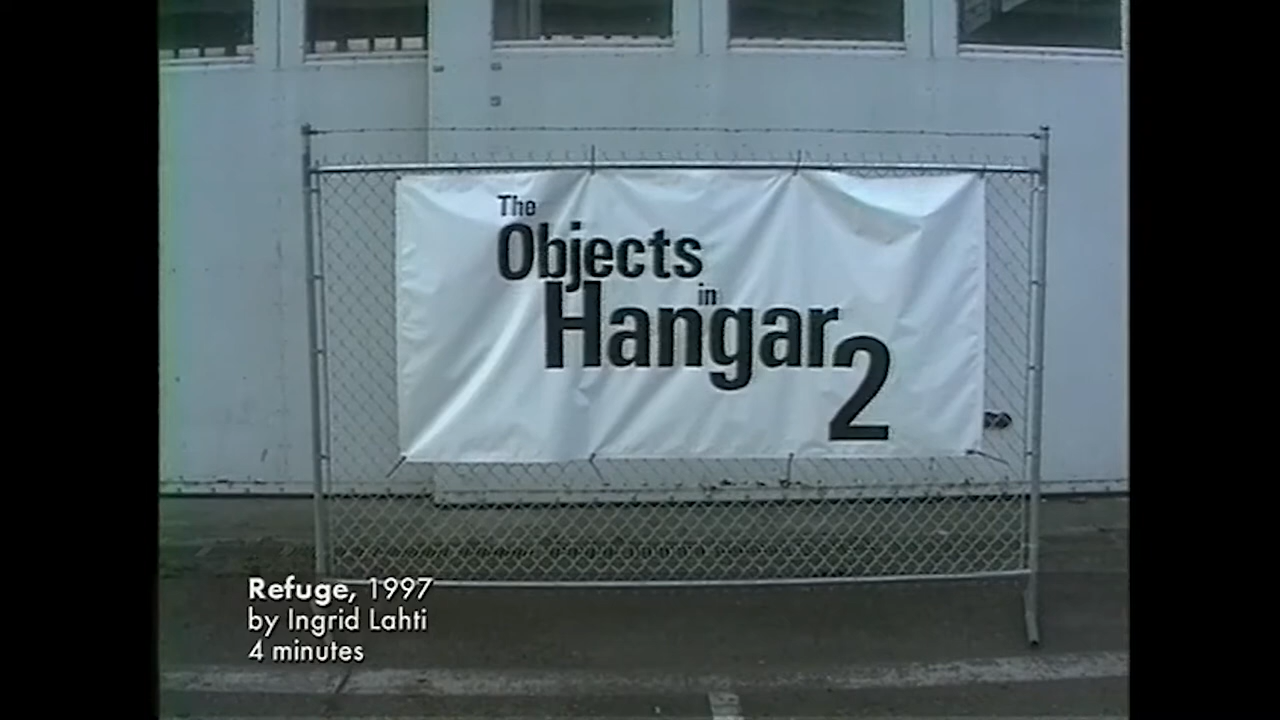 The
Objects
in
Hangar
2
Refuge, 1997
by Ingrid Lahti
4 minutes